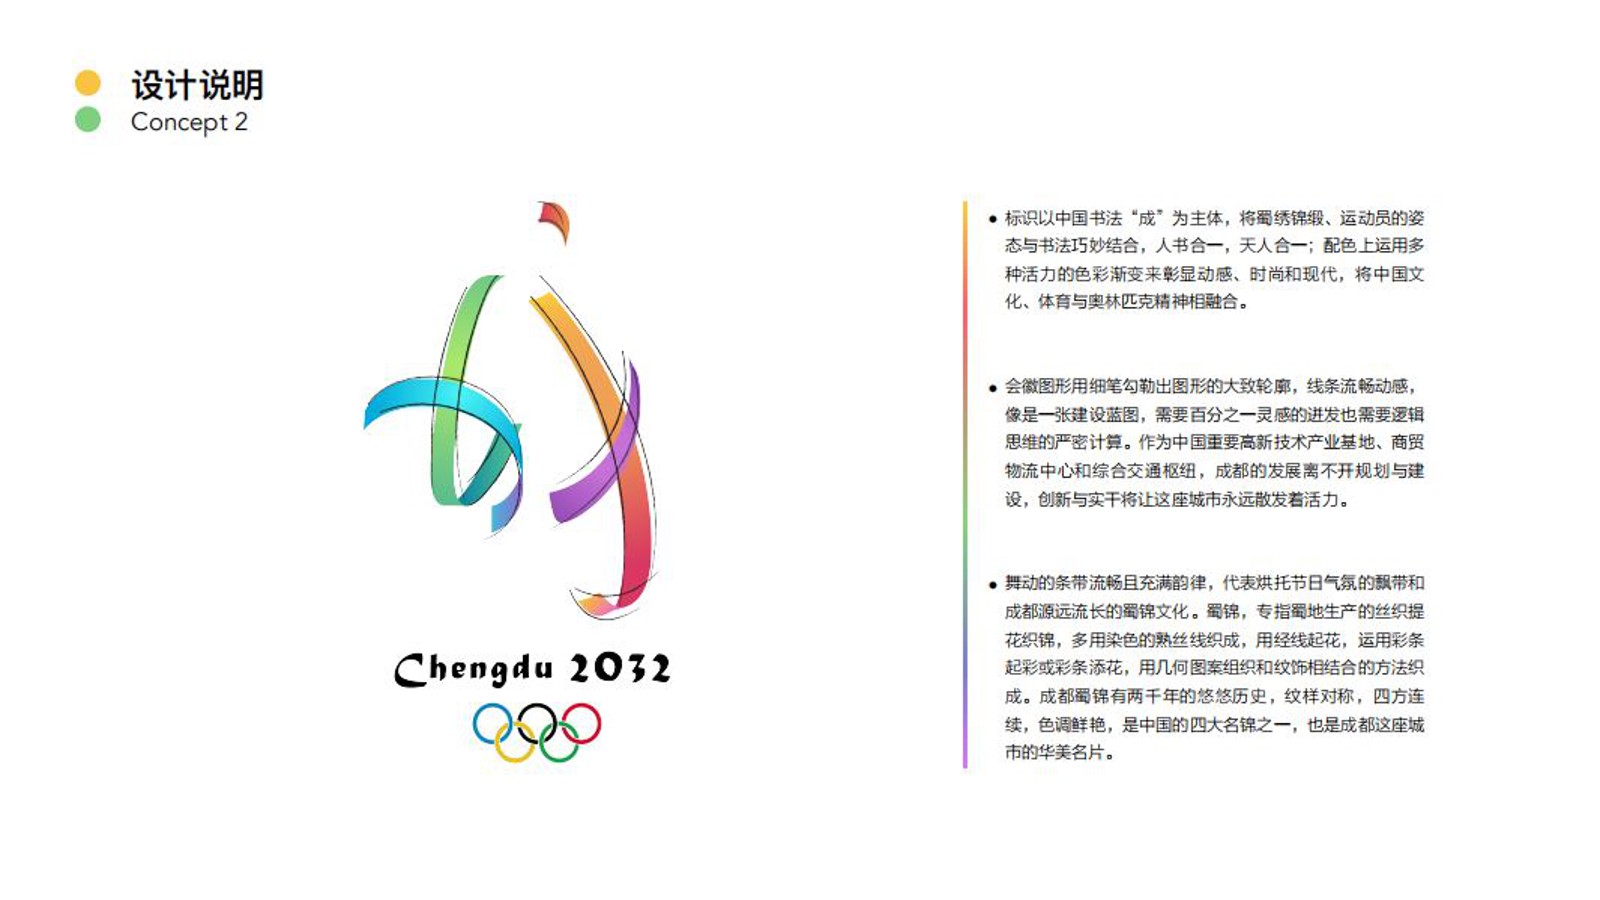 设计说明
Concept 2
标识以中国书法“成”为主体，将蜀绣锦缎、运动员的姿
态与书法巧妙结合，人书合一，天人合一；配色上运用多
种活力的色彩渐变来彰显动感、时尚和现代，将中国文
化、体育与奥林匹克精神相融合。
会徽图形用细笔勾勒出图形的大致轮廓，线条流畅动感，
像是一张建设蓝图，需要百分之一灵感的迸发也需要逻辑
思维的严密计算。作为中国重要高新技术产业基地、商贸
物流中心和综合交通枢纽，成都的发展离不开规划与建
设，创新与实干将让这座城市永远散发着活力。
舞动的条带流畅且充满韵律，代表烘托节日气氛的飘带和
成都源远流长的蜀锦文化。蜀锦，专指蜀地生产的丝织提
花织锦，多用染色的熟丝线织成，用经线起花，运用彩条
起彩或彩条添花，用几何图案组织和纹饰相结合的方法织
成。成都蜀锦有两千年的悠悠历史，纹样对称，四方连
续，色调鲜艳，是中国的四大名锦之一，也是成都这座城
市的华美名片。
Chengdu 2032